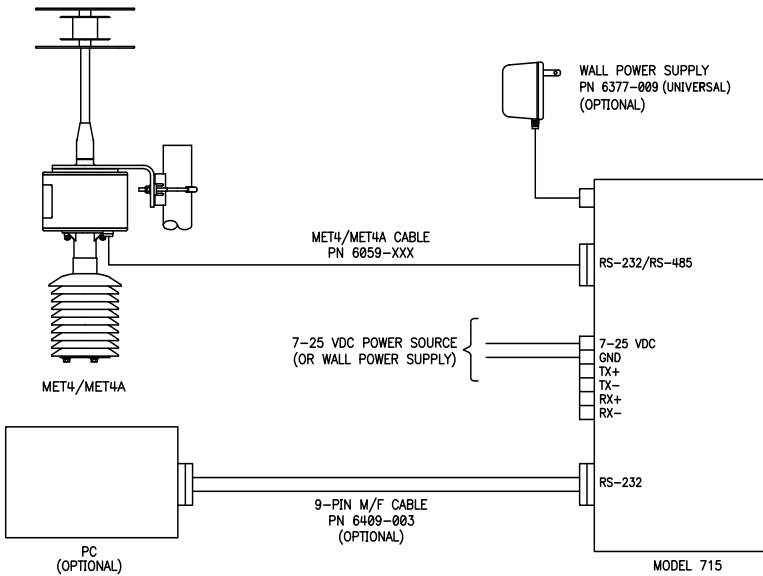 WALL POWER SUPPLY
PN 6377-009 (UNIVERSAL)
(OPTIONAL)
MET4/MET4A CABLE
PN 6059-XXX
RS-232/RS-485
7-25 VDC POWER SOURCE
(OR WALL POWER SUPPLY)
7-25 VDC
GND
TX+
TX-
RX+
RX-
MET4/MET4A
RS-232
9-PIN M/F CABLE
PN 6409-003
(OPTIONAL)
PC
(OPTIONAL)
MODEL 715